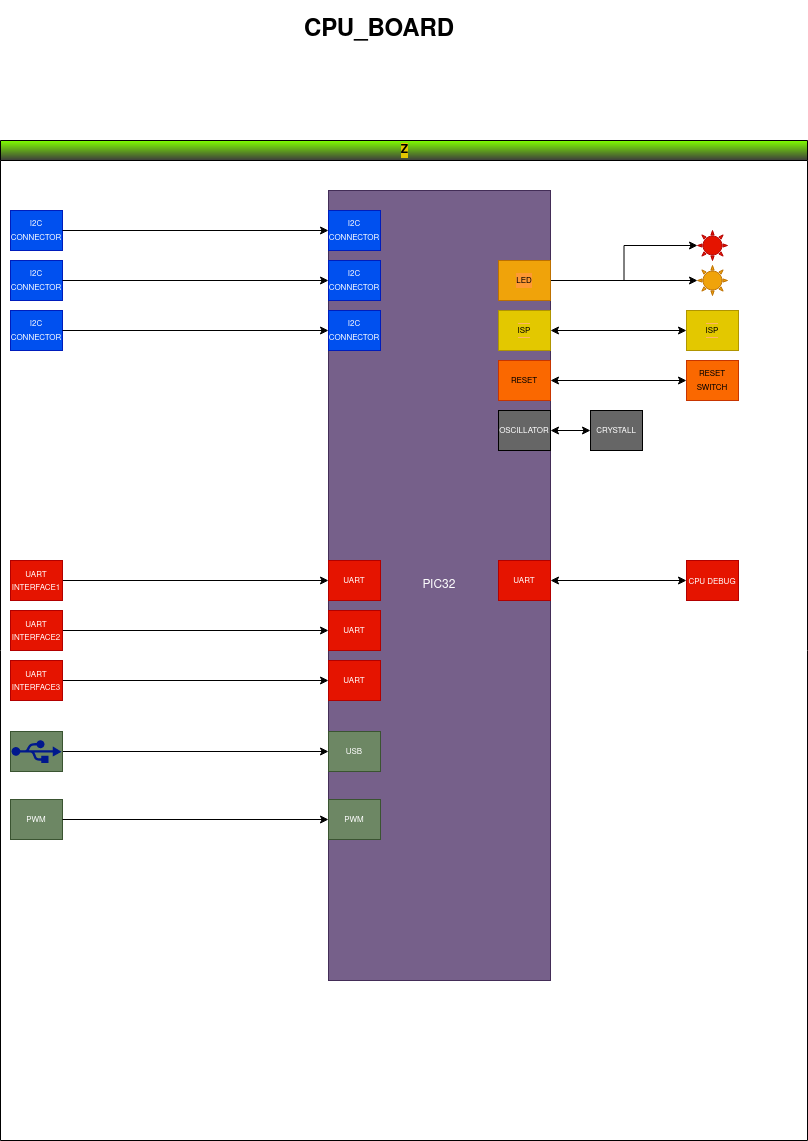 CPU_BOARD
Z
I2C
CONNECTOR
I2C
CONNECTOR
I2C
CONNECTOR
I2C
CONNECTOR
I2C
CONNECTOR
I2C
CONNECTOR
LED
ISP
ISP
RESET
RESET
SWITCH
OSCILLATOR
CRYSTALL
UART
INTERFACE1
UART
PIC32
UART
CPU DEBUG
UART
INTERFACE2
UART
UART
INTERFACE3
UART
USB
PWM
PWM